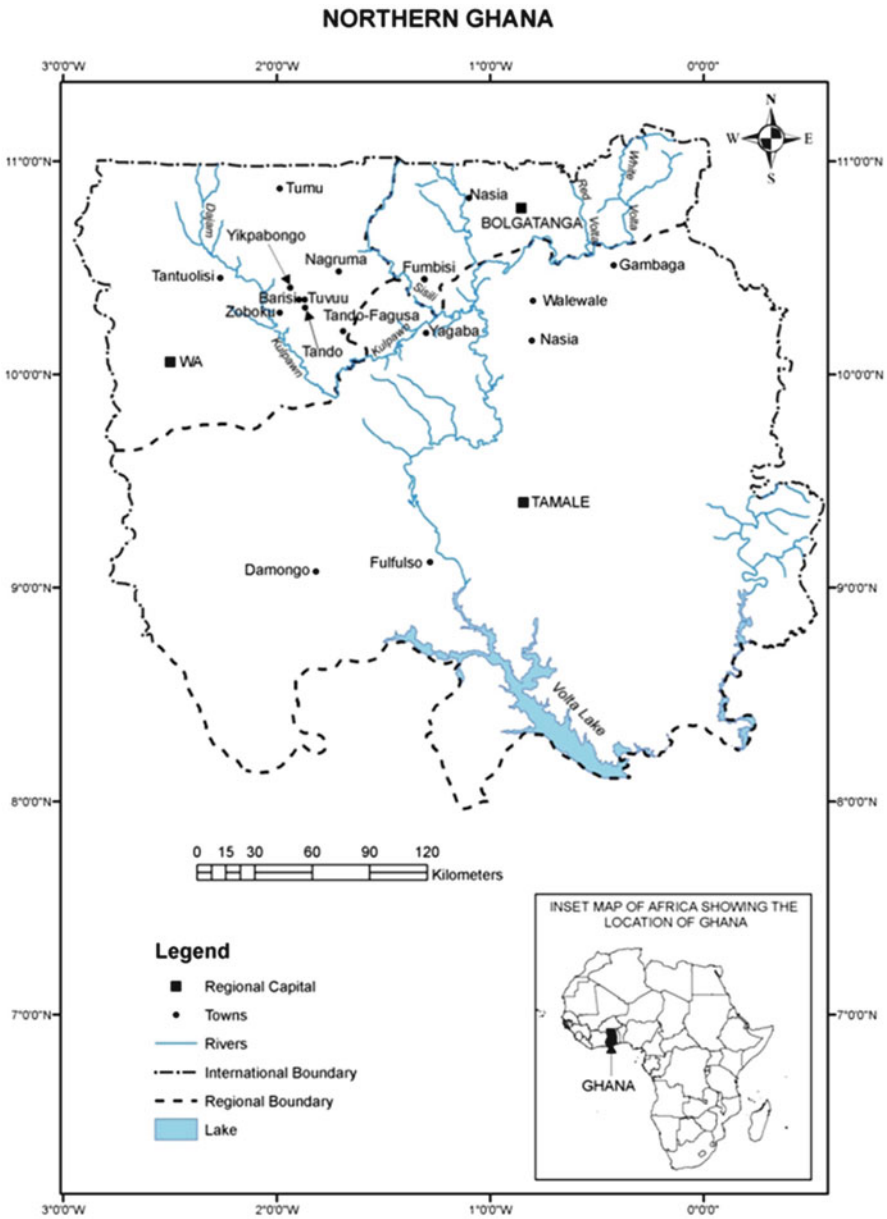 NORTHERN GHANA
3°0'0"W 2°0'0"W 1°0'0"W 0°0'0"
N
W E
S
11°0'0"N 11°0'0"N
Tumu
Nasia
Red Volta
White Volta
Dajam
BOLGATANGA
Yikpabongo
Nagruma
Fumbisi
Gambaga
Tantuolisi
Sisili
Barisi Tuvuu
Walewale
Zoboku
Tando-Fagusa
Yagaba
Nasia
Kulpawn
Tando
Kulpawn
WA
10°0'0"N 10°0'0"N
TAMALE
Damongo
Fulfulso
9°0'0"N 9°0'0"N
Volta Lake
8°0'0"N 8°0'0"N
0 15 30 60 90 120
Kilometers
INSET MAP OF AFRICA SHOWING THE
LOCATION OF GHANA
GHANA
Legend
Regional Capital
Towns
Rivers
International Boundary
Regional Boundary
Lake
7°0'0"N 7°0'0"N
3°0'0"W 2°0'0"W 1°0'0"W 0°0'0"